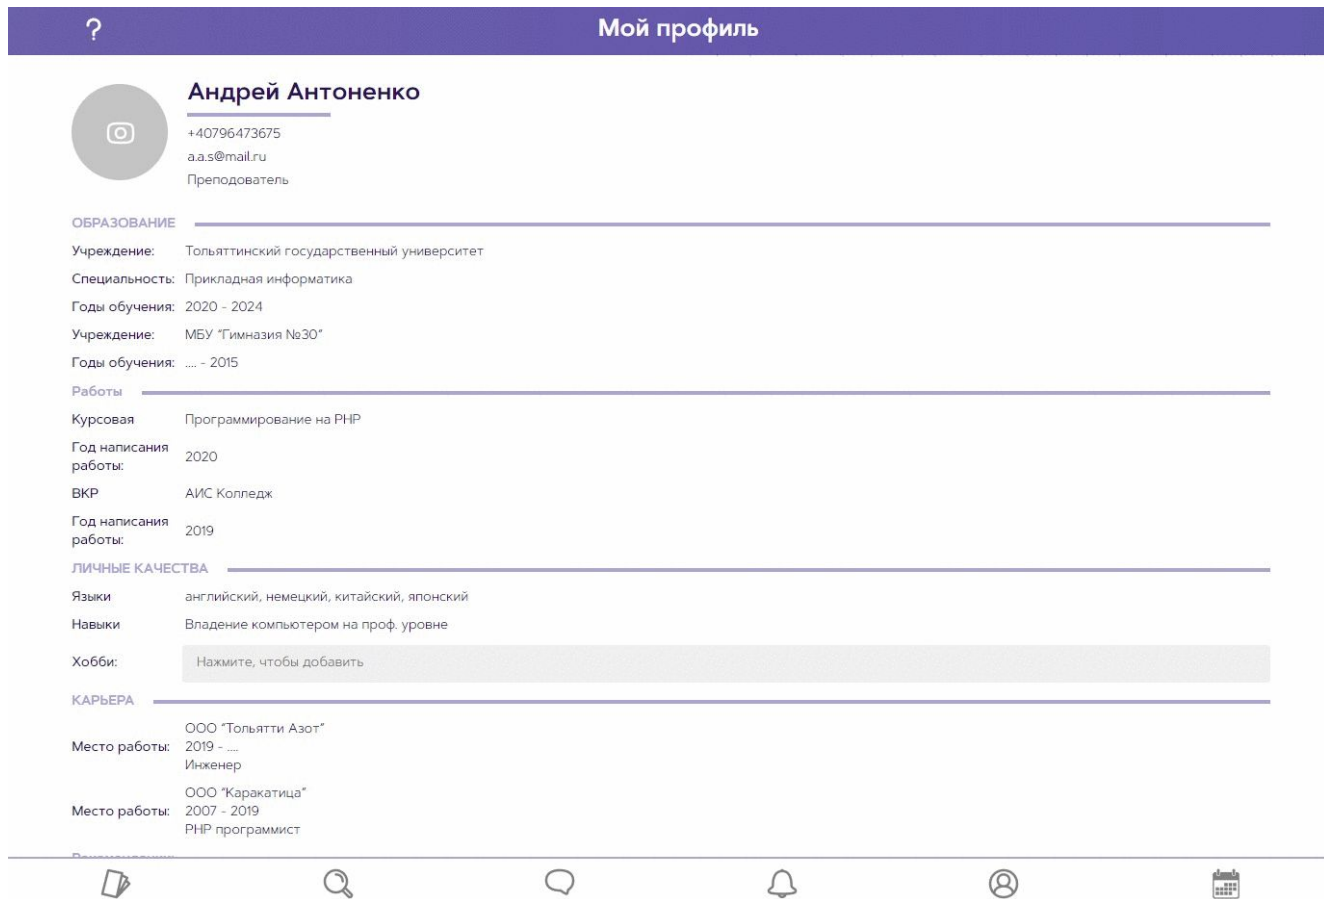 ?
Мой профиль
Андрей Антоненко
+40796473675
a.a.s@mail.ru
Преподователь
ОБРАЗОВАНИЕ
Учреждение: Тольяттинский государственный университет
Специальность: Прикладная информатика
Годы обучения: 2020 - 2024
Учреждение: МБУ "Гимназия №30"
Годы обучения: .... - 2015
Работы
Курсовая Программирование на PHP
Год написания
работы:
2020
ВКР АИС Колледж
Год написания
работы:
2019
ЛИЧНЫЕ КАЧЕСТВА
Языки английский, немецкий, китайский, японский
Навыки Владение компьютером на проф. уровне
Хобби: Нажмите, чтобы добавить
КАРЬЕРА
Место работы:
ООО "Тольятти Азот"
2019 - ....
Инженер
Место работы:
ООО "Каракатица"
2007 - 2019
PHP программист